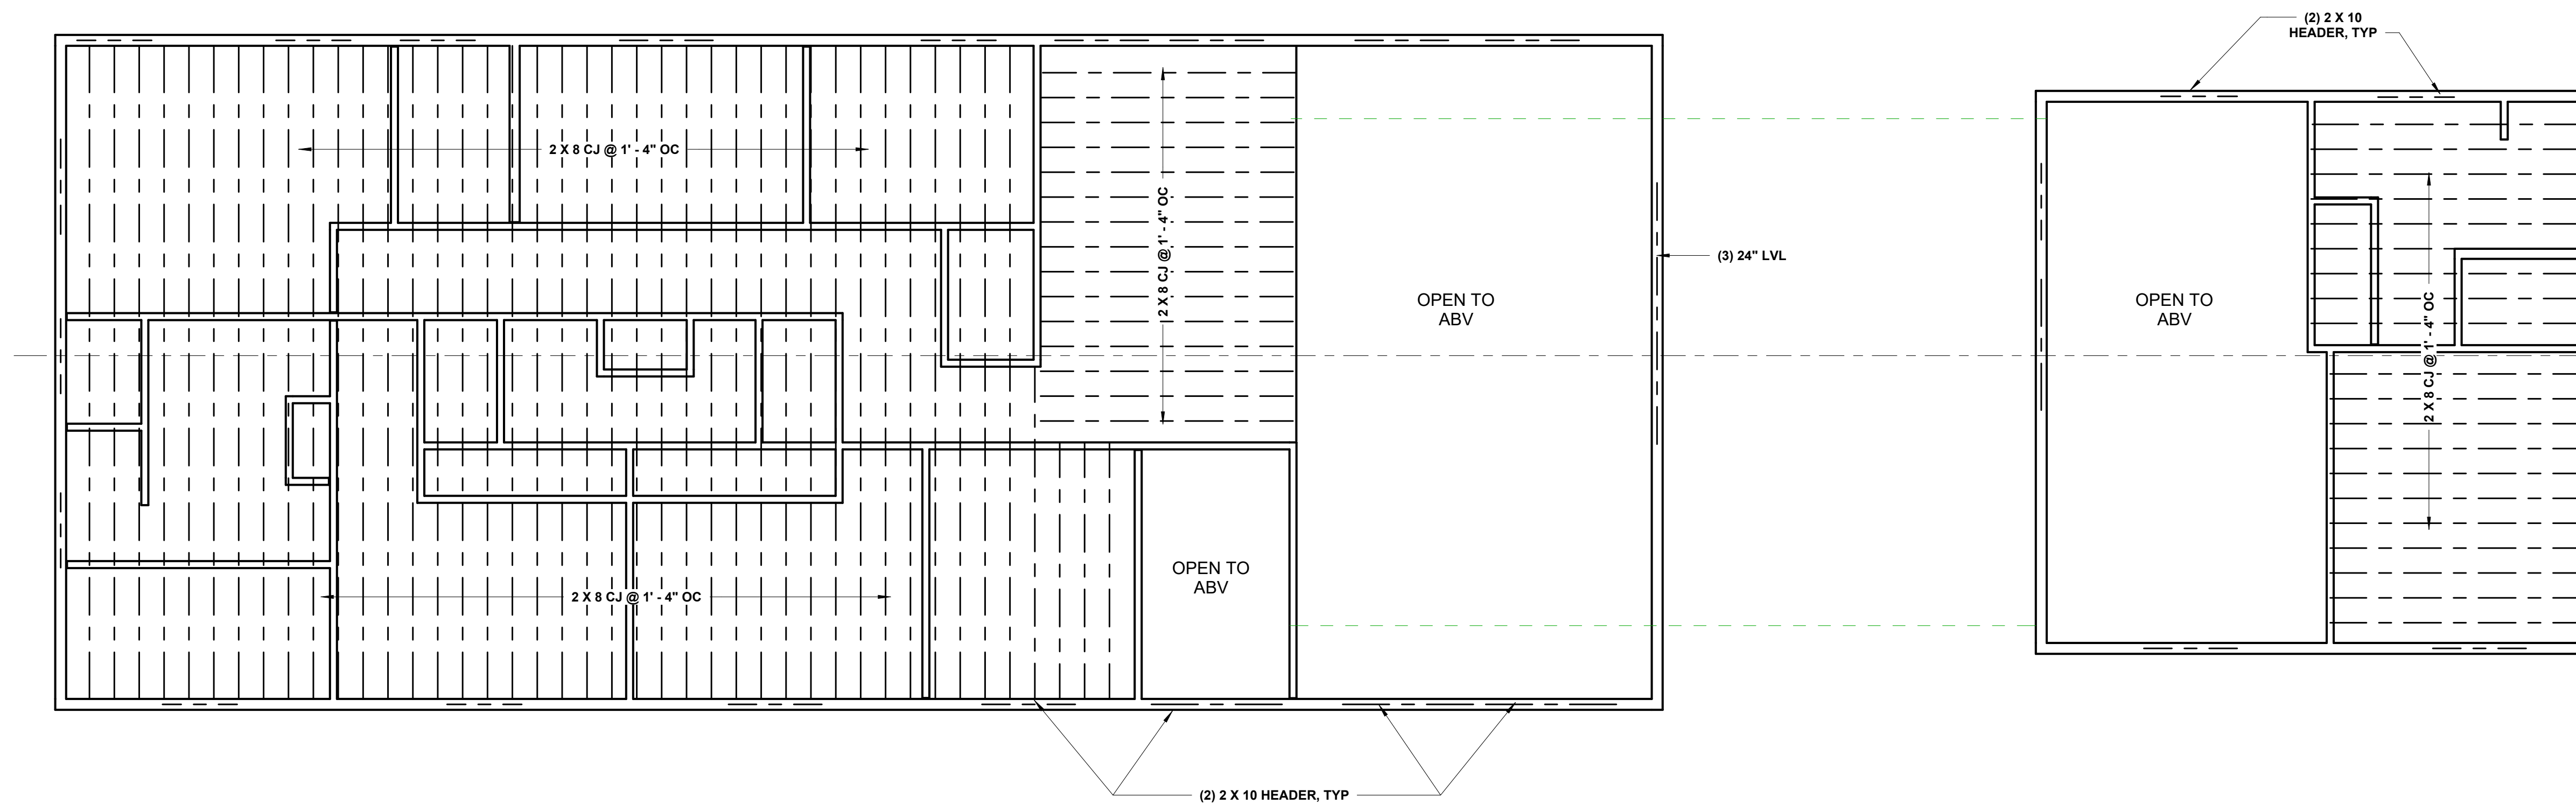 (2) 2 X 10
HEADER, TYP
2 X 8 CJ @ 1' - 4" OC
2 X 8 CJ @ 1' - 4" OC
(3) 24" LVL
OPEN TO
ABV
OPEN TO
ABV
2 X 8 CJ @ 1' - 4" OC
OPEN TO
ABV
2 X 8 CJ @ 1' - 4" OC
(2) 2 X 10 HEADER, TYP